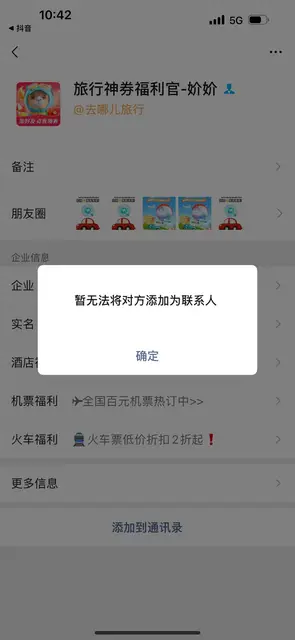 10:42
5G
抖音
旅行神券福利官-妎妎
@去哪儿旅行
备注
朋友圈
企业信息
企业
暂无法将对方添加为联系人
实名
确定
酒店
机票福利 ✈全国百元机票热订中>>
火车福利 🚆火车票低价折扣2折起❗
更多信息
添加到通讯录